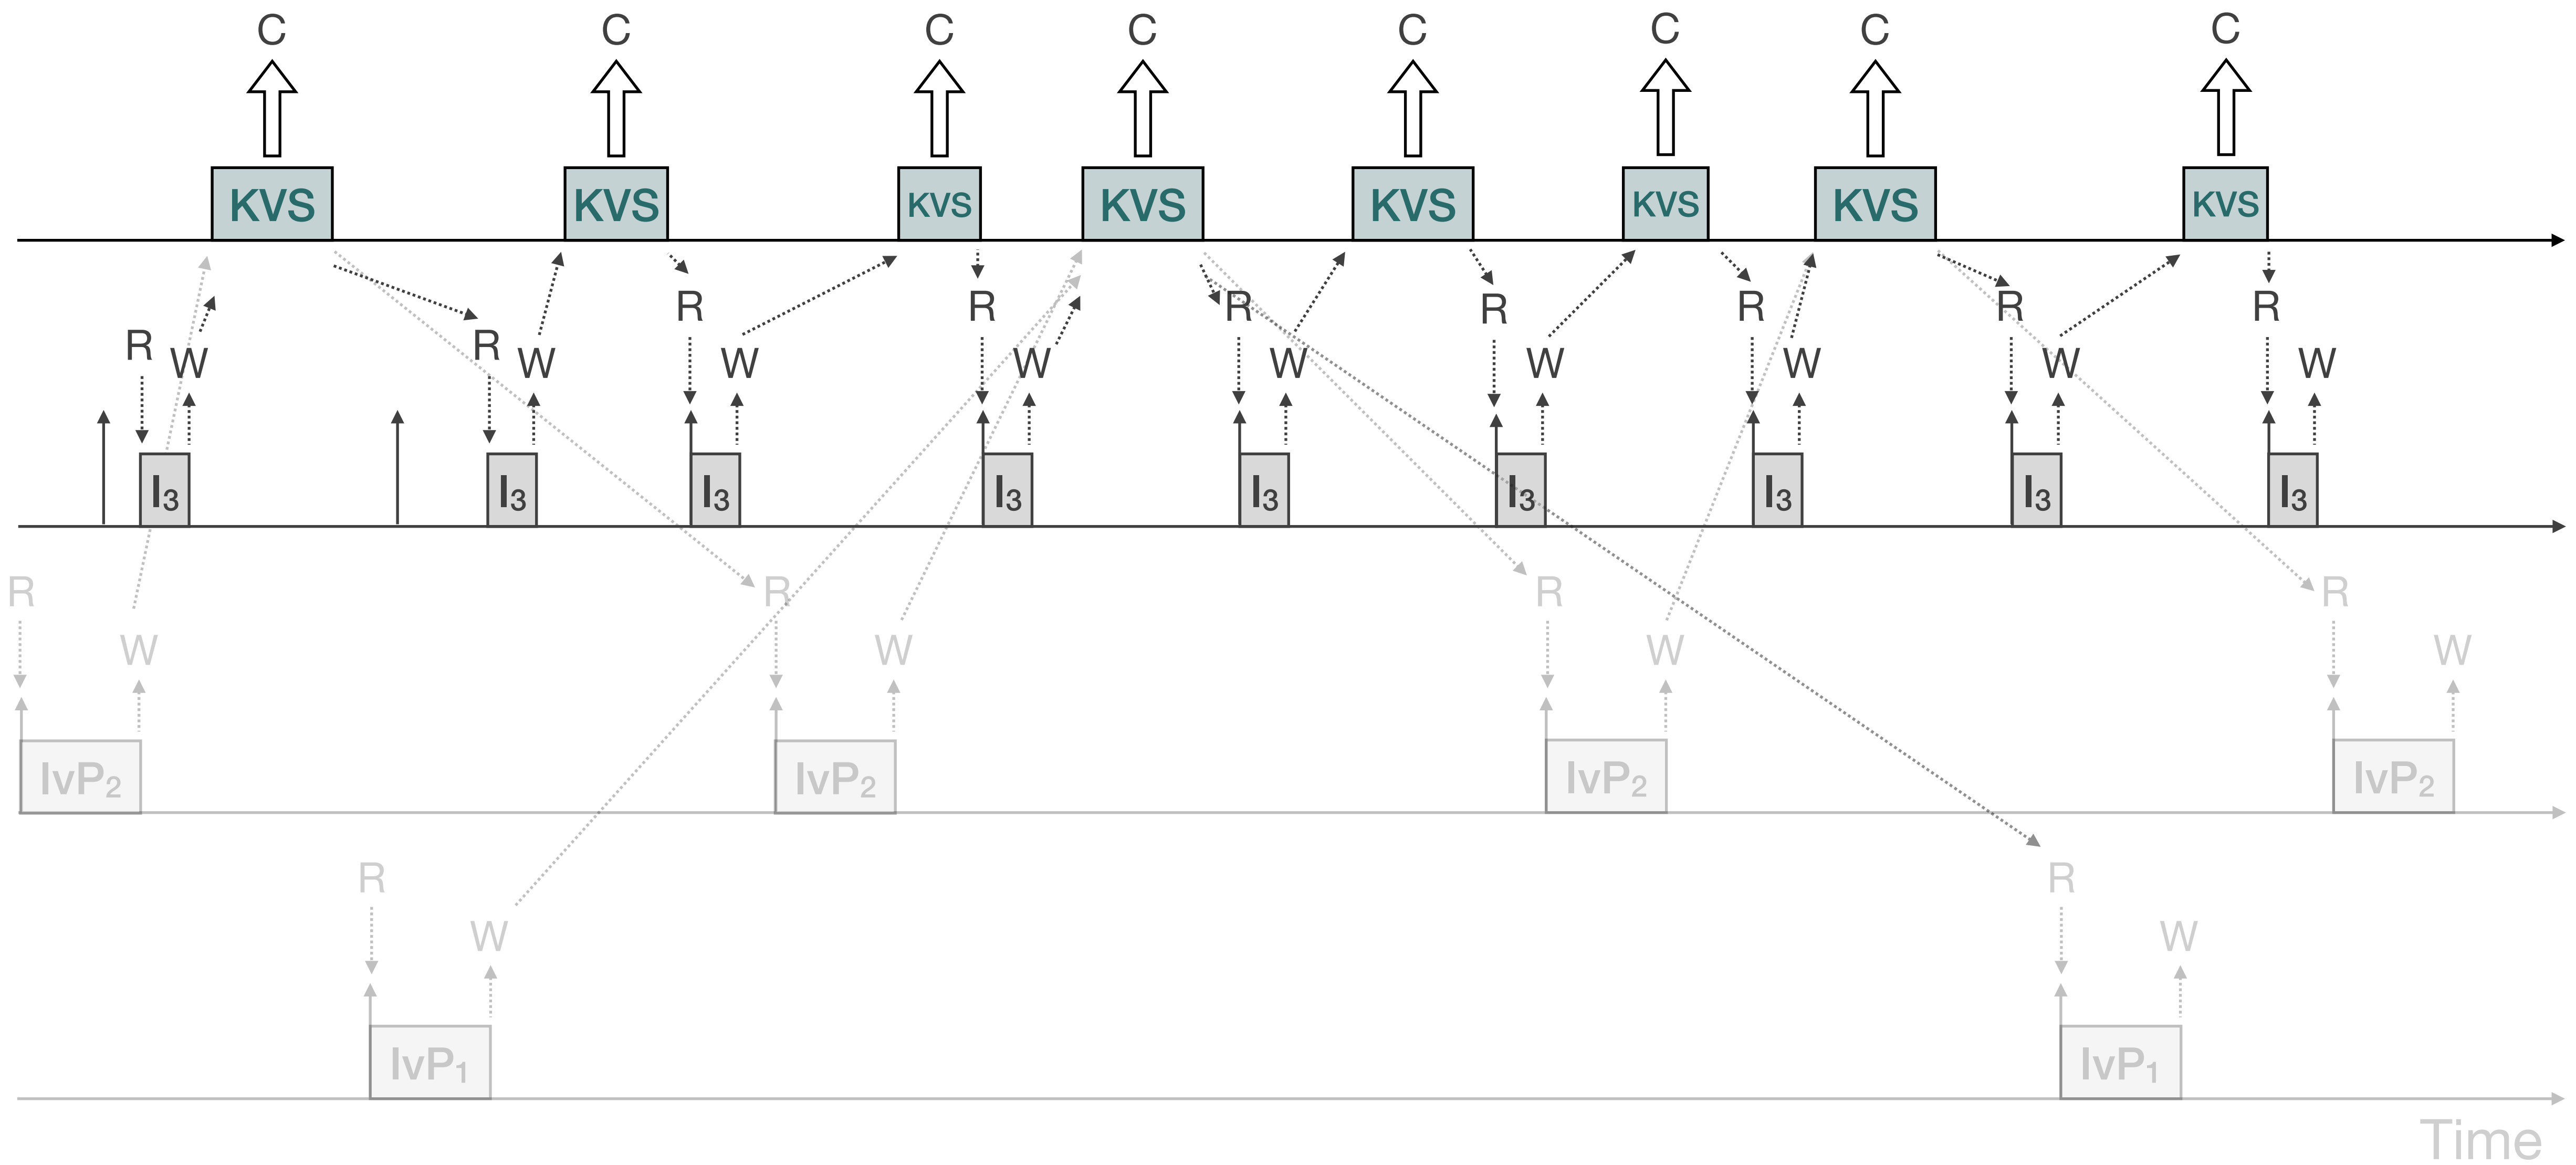 C C C C C C C C
KVS KVS KVS KVS KVS KVS KVS KVS
R R R R R R R
R R
W W W W W W W W W
I₃ I₃ I₃ I₃ I₃ I₃ I₃ I₃ I₃
R R R R
W W W W
IvP₂ IvP₂ IvP₂ IvP₂
R R
W W
IvP₁ IvP₁
Time